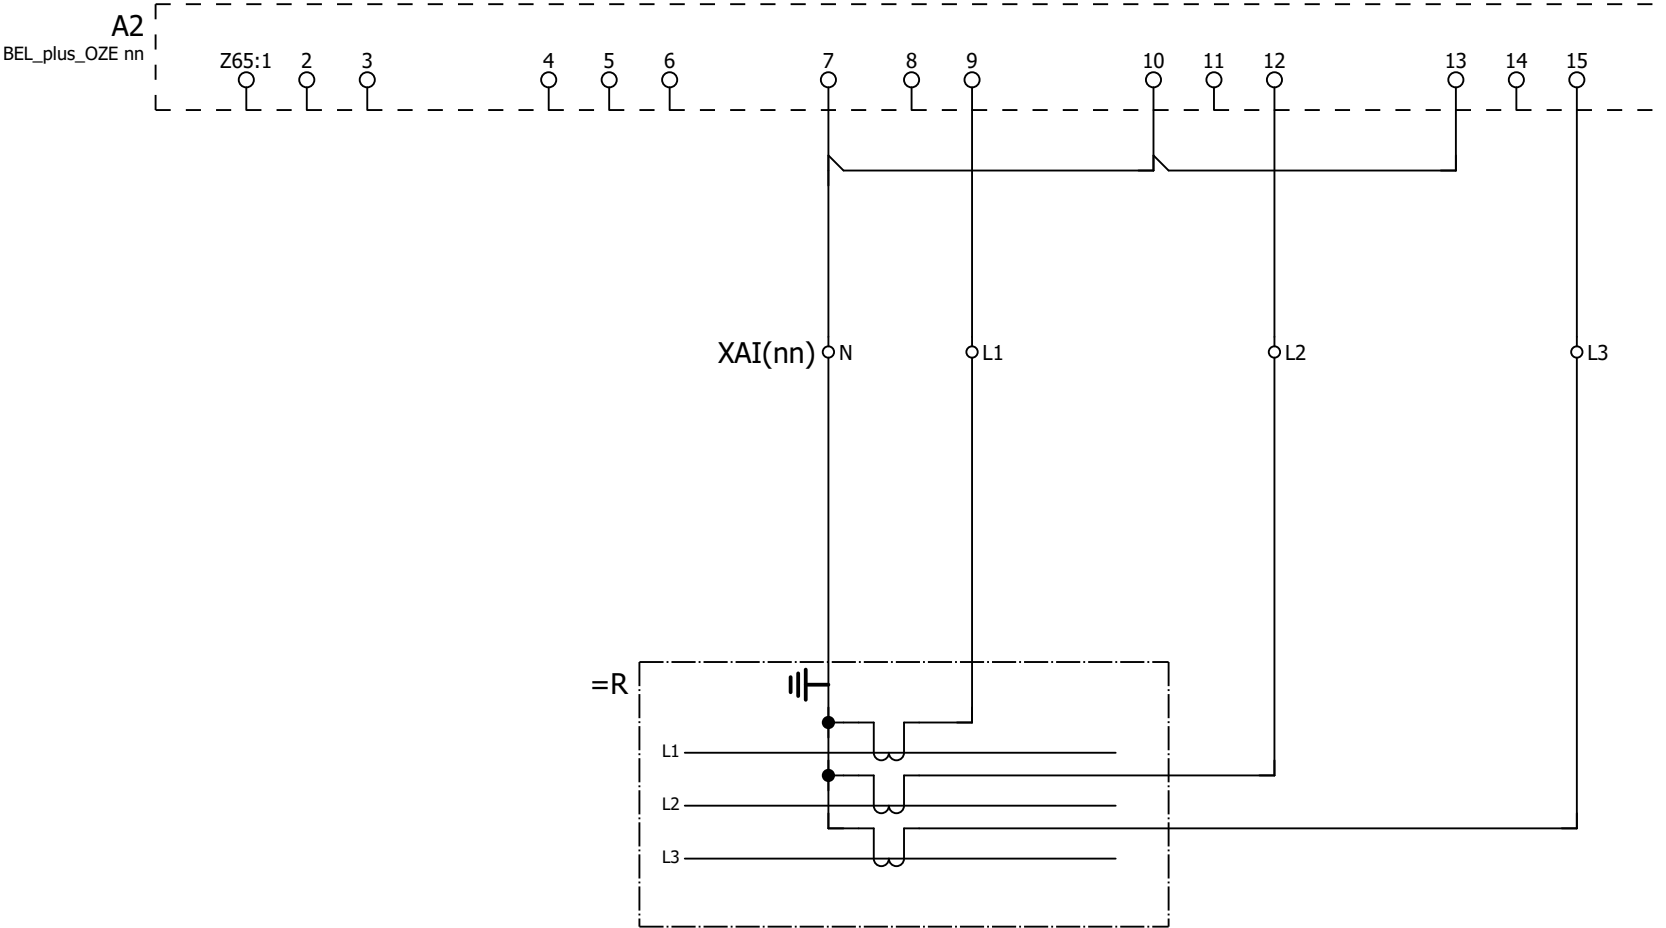 A2
BEL_plus_OZE nn
Z65:1 2 3 4 5 6 7 8 9 10 11 12 13 14 15
XAI(nn) N L1 L2 L3
=R
L1
L2
L3